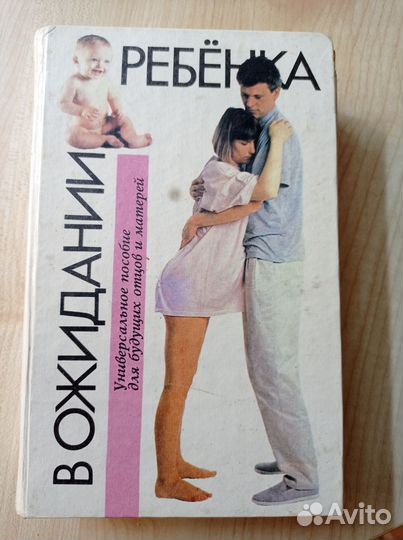 В ОЖИДАНИИ
РЕБЁНКА
Универсальное пособие
для будущих отцов и матерей
Avito